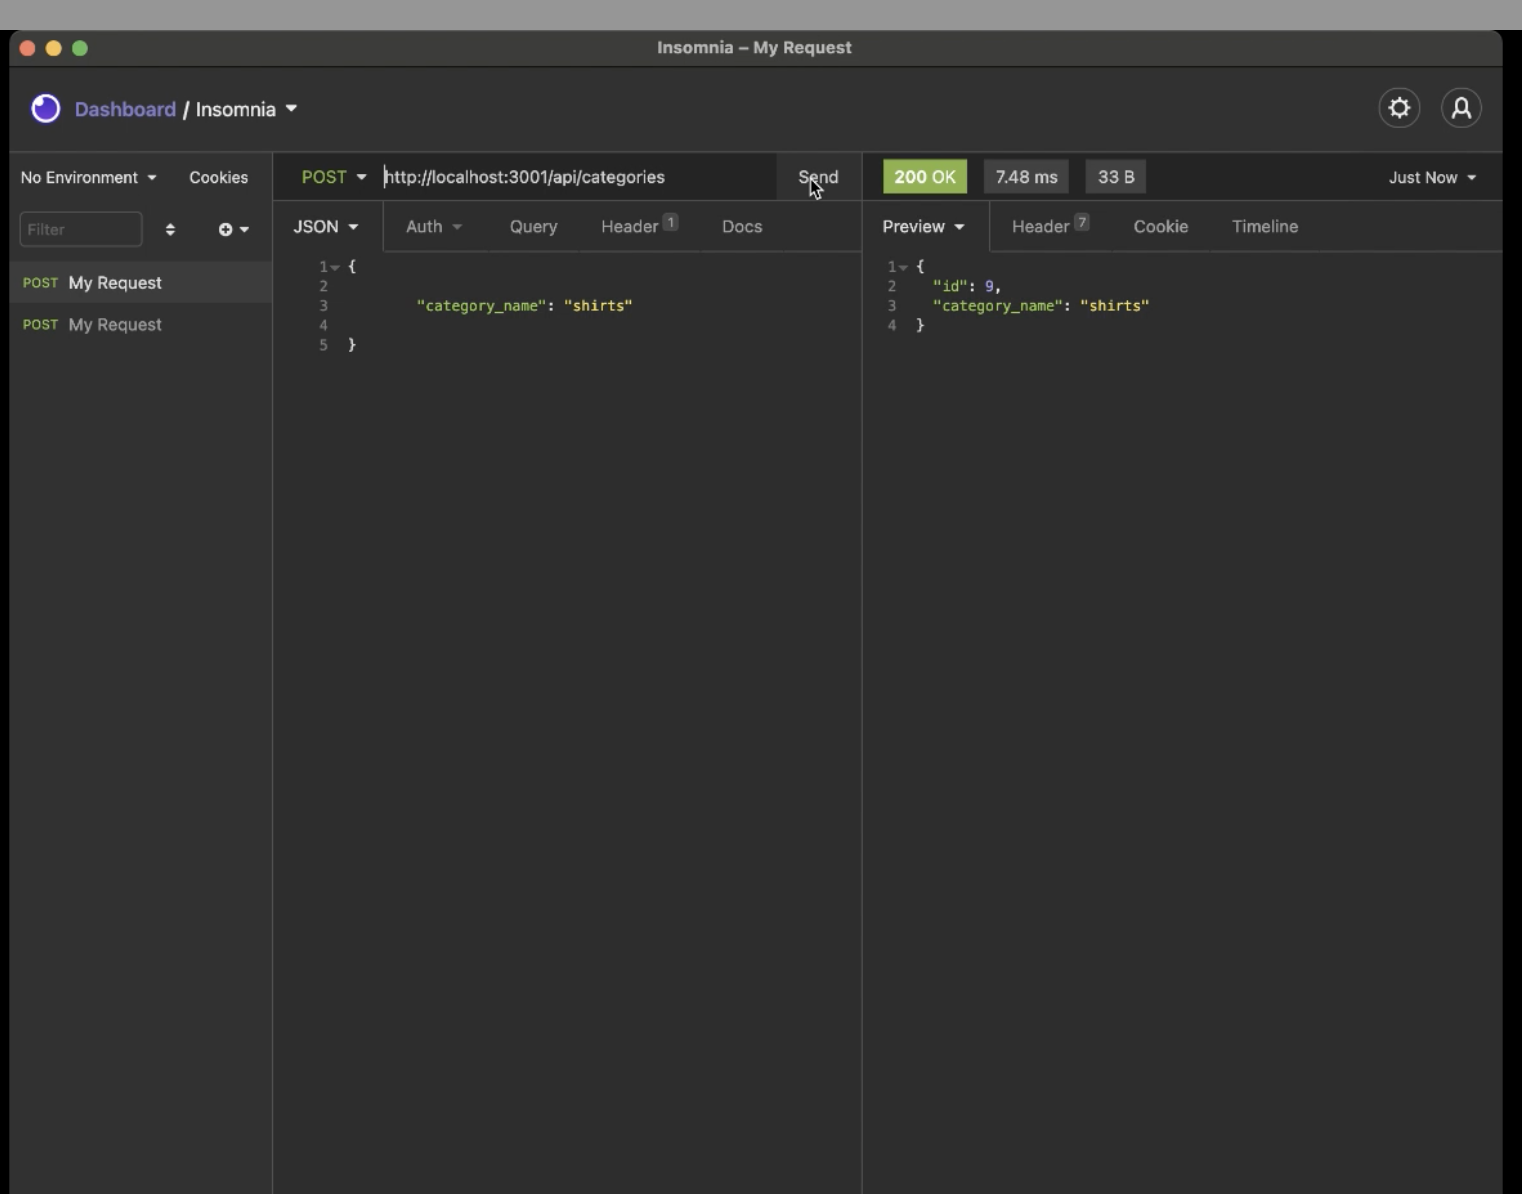 Insomnia – My Request
Dashboard / Insomnia
No Environment Cookies
POST http://localhost:3001/api/categories Send
200 OK 7.48 ms 33 B Just Now
Filter
JSON Auth Query Header 1 Docs
Preview Header 7 Cookie Timeline
POST My Request
POST My Request
1 {
2
3 "category_name": "shirts"
4
5 }
1 {
2 "id": 9,
3 "category_name": "shirts"
4 }